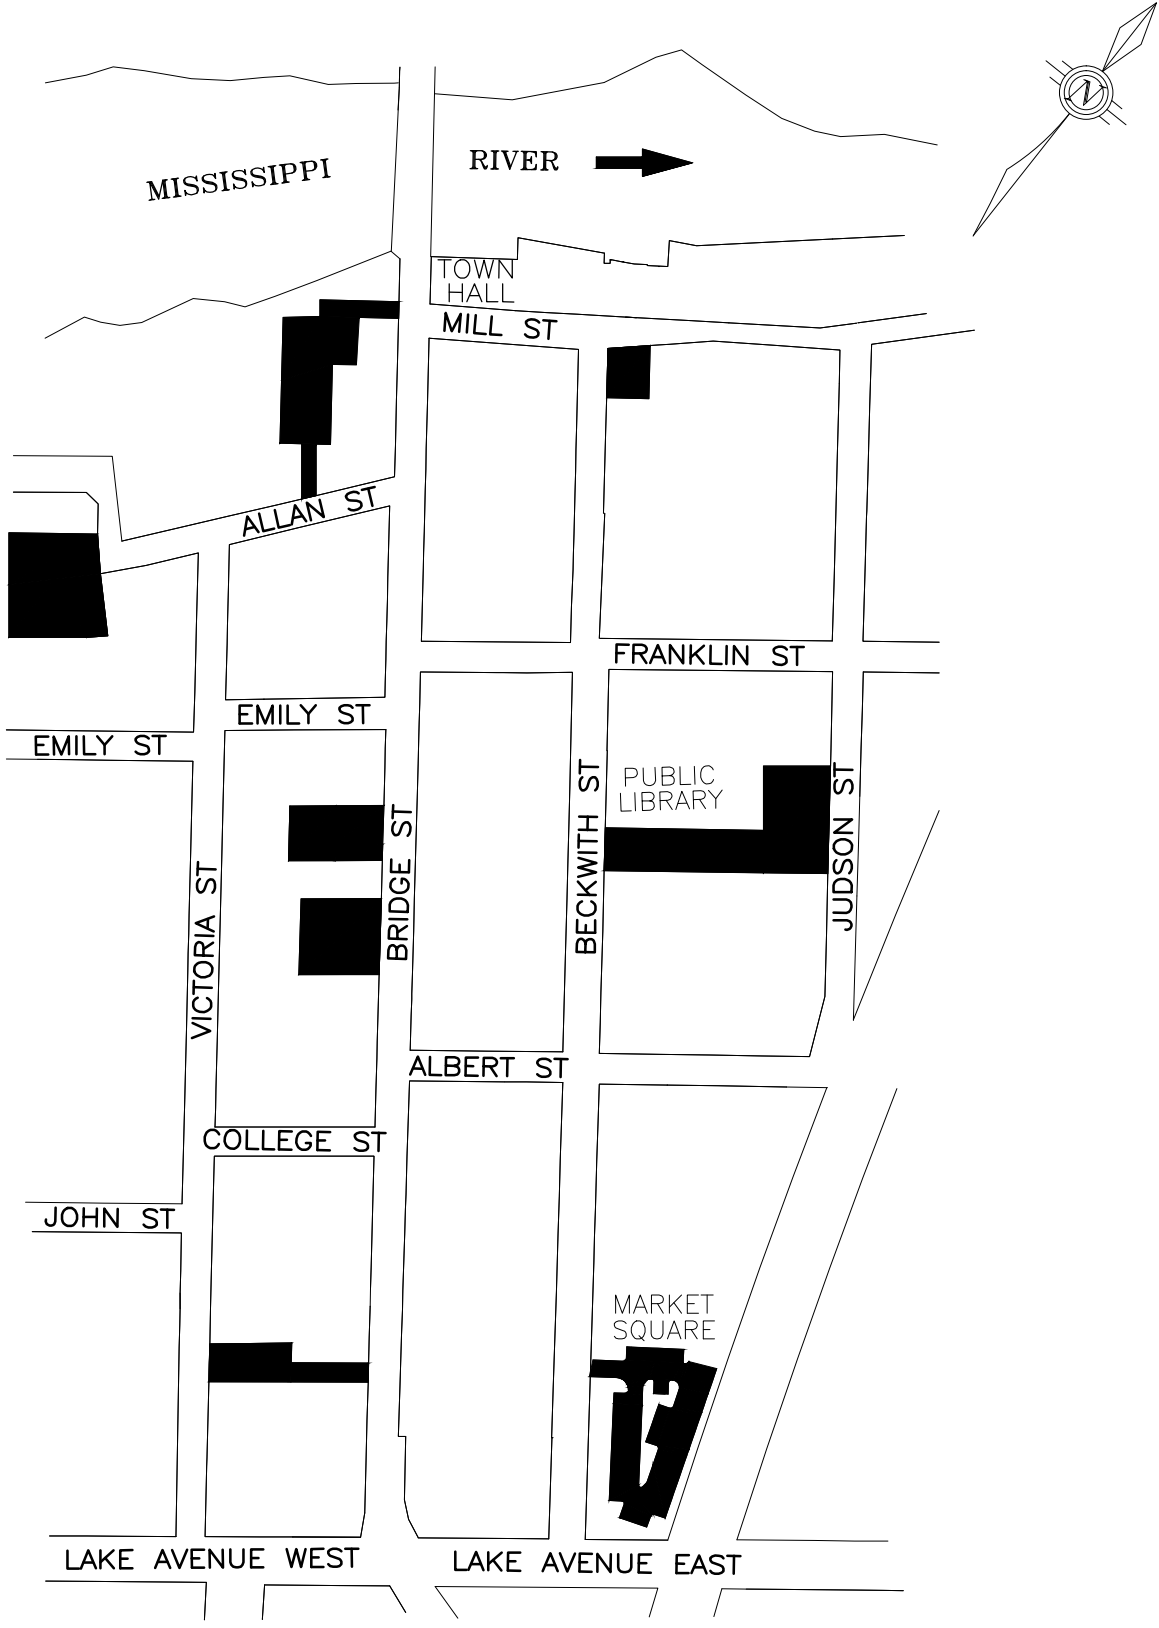 N
MISSISSIPPI
RIVER
TOWN
HALL
MILL ST
ALLAN ST
FRANKLIN ST
EMILY ST
EMILY ST
PUBLIC
LIBRARY
VICTORIA ST
BRIDGE ST
BECKWITH ST
JUDSON ST
ALBERT ST
COLLEGE ST
JOHN ST
MARKET
SQUARE
LAKE AVENUE WEST
LAKE AVENUE EAST